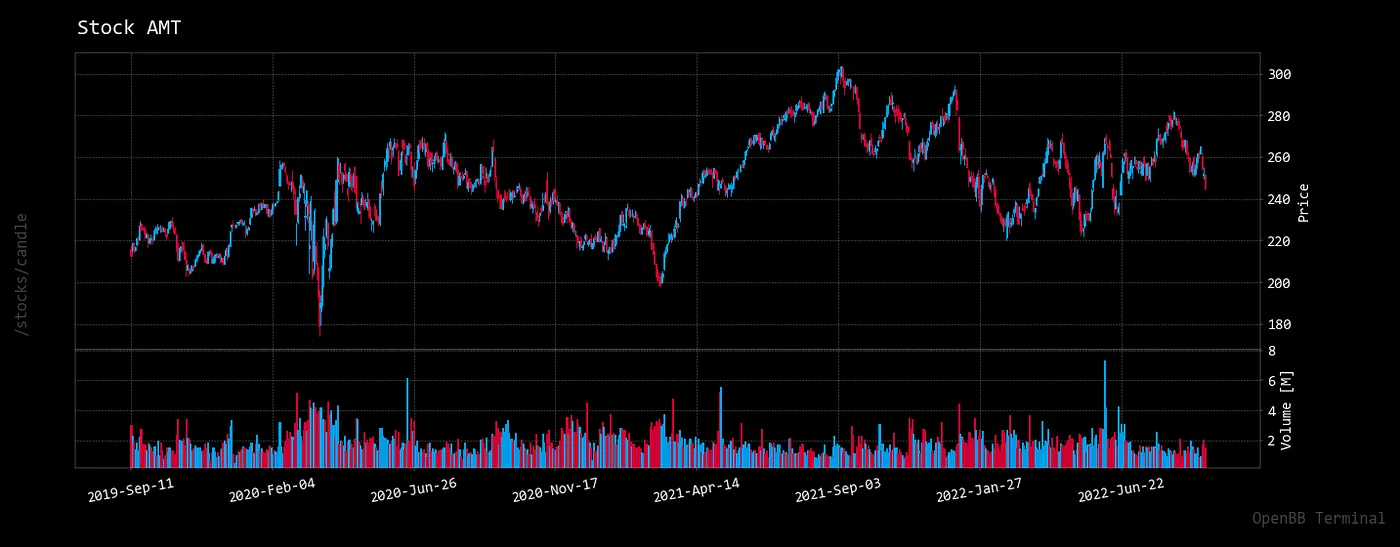 Stock AMT
/stocks/candle
300
280
260
240
220
200
180
Price
8
6
4
2
Volume [M]
2019-Sep-11
2020-Feb-04
2020-Jun-26
2020-Nov-17
2021-Apr-14
2021-Sep-03
2022-Jan-27
2022-Jun-22
OpenBB Terminal